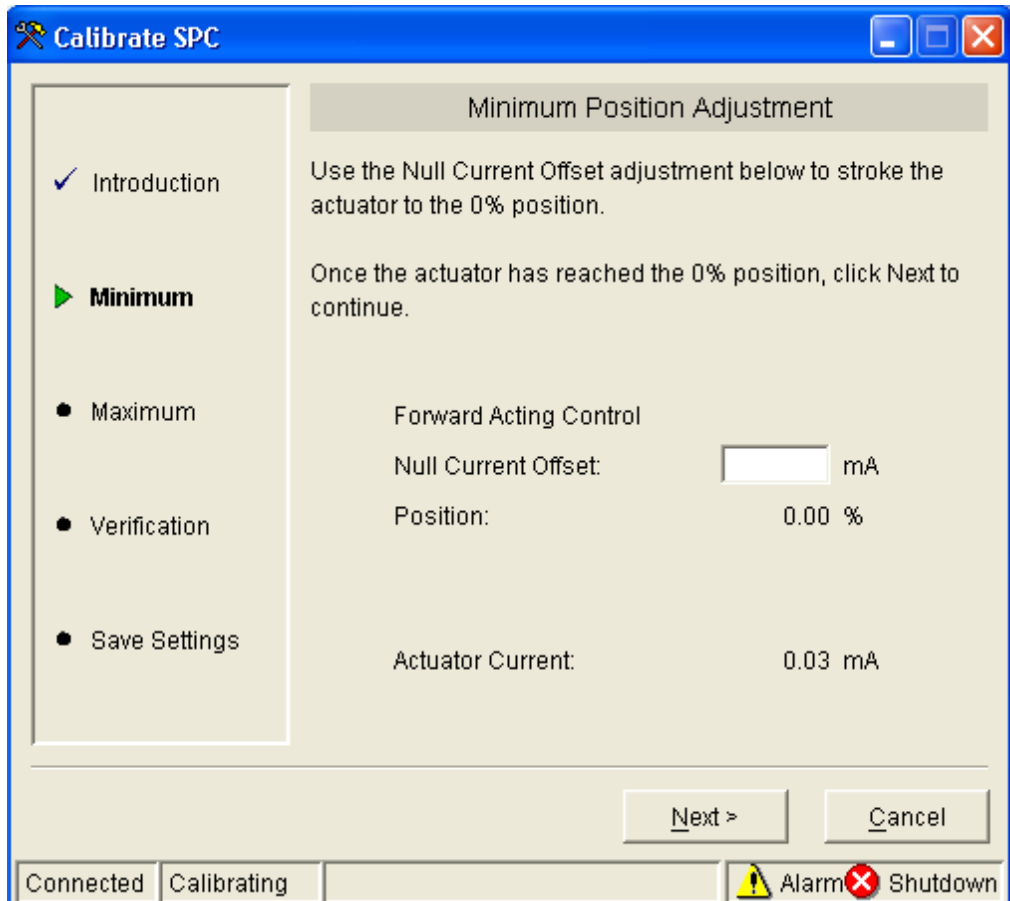 Calibrate SPC
Minimum Position Adjustment
Introduction
Minimum
Maximum
Verification
Save Settings
Use the Null Current Offset adjustment below to stroke the
actuator to the 0% position.
Once the actuator has reached the 0% position, click Next to
continue.
Forward Acting Control
Null Current Offset: mA
Position: 0.00 %
Actuator Current: 0.03 mA
Next > Cancel
Connected Calibrating Alarm Shutdown